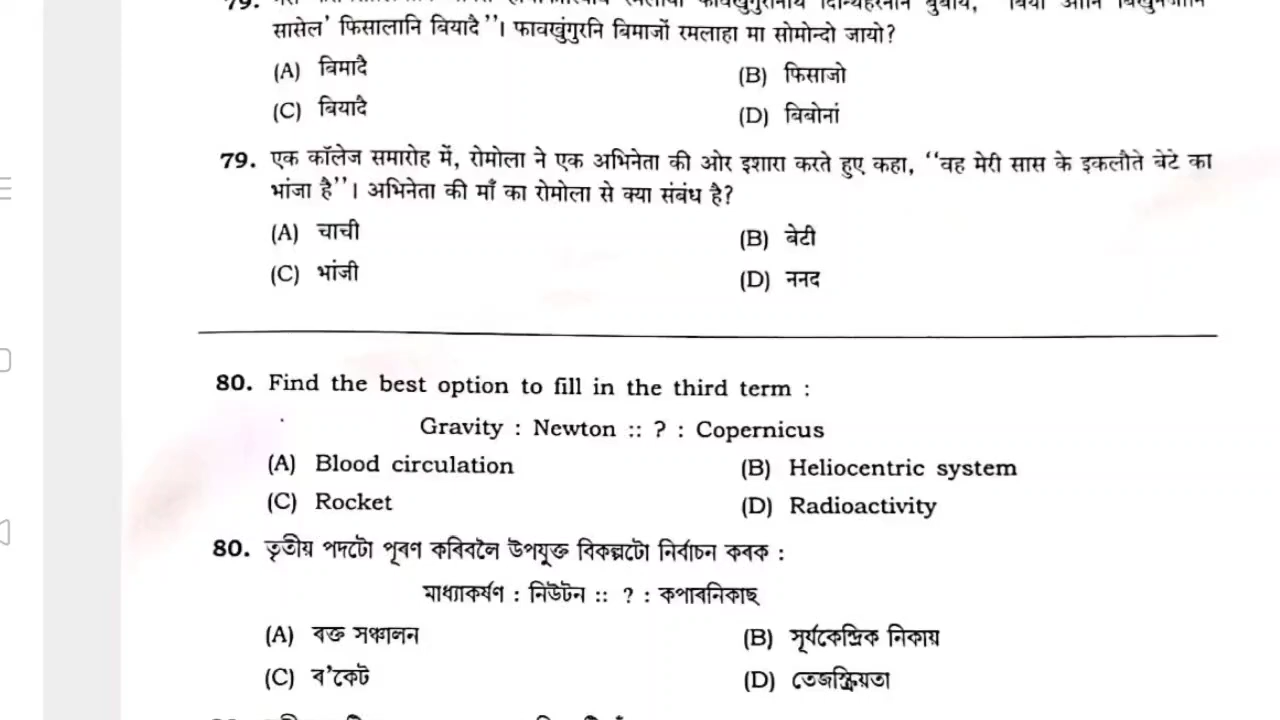 79.
सासेल' फिसालानि बियादै''। फावखुंगुरनि बिमाजों रमलाहा मा सोमोन्दो जायो?
(A) बिमादै
(B) फिसाजो
(C) बियादै
(D) बिबोनां
79. एक कॉलेज समारोह में, रोमोला ने एक अभिनेता की ओर इशारा करते हुए कहा, ''वह मेरी सास के इकलौते बेटे का
भांजा है''। अभिनेता की माँ का रोमोला से क्या संबंध है?
(A) चाची
(B) बेटी
(C) भांजी
(D) ननद
80. Find the best option to fill in the third term :
Gravity : Newton :: ? : Copernicus
(A) Blood circulation
(B) Heliocentric system
(C) Rocket
(D) Radioactivity
80. তৃতীয় পদটো পূৰণ কৰিবলৈ উপযুক্ত বিকল্পটো নিৰ্বাচন কৰক :
মাধ্যাকৰ্ষণ : নিউটন :: ? : কপাৰনিকাছ
(A) ৰক্ত সঞ্চালন
(B) সূৰ্যকেন্দ্ৰিক নিকায়
(C) ৰ'কেট
(D) তেজস্ক্ৰিয়তা